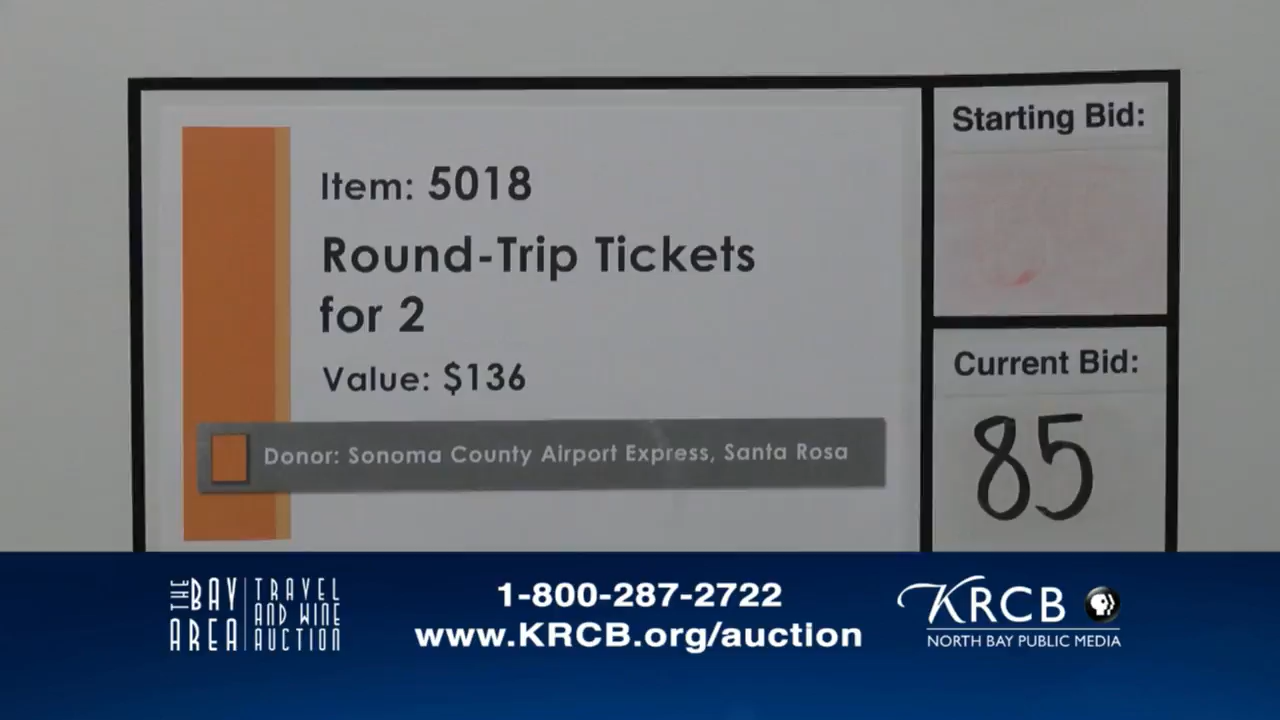 Item: 5018
Round-Trip Tickets
for 2
Value: $136
Donor: Sonoma County Airport Express, Santa Rosa
Starting Bid:
Current Bid:
85
THE BAY AREA
TRAVEL AND WINE AUCTION
1-800-287-2722
www.KRCB.org/auction
KRCB
NORTH BAY PUBLIC MEDIA